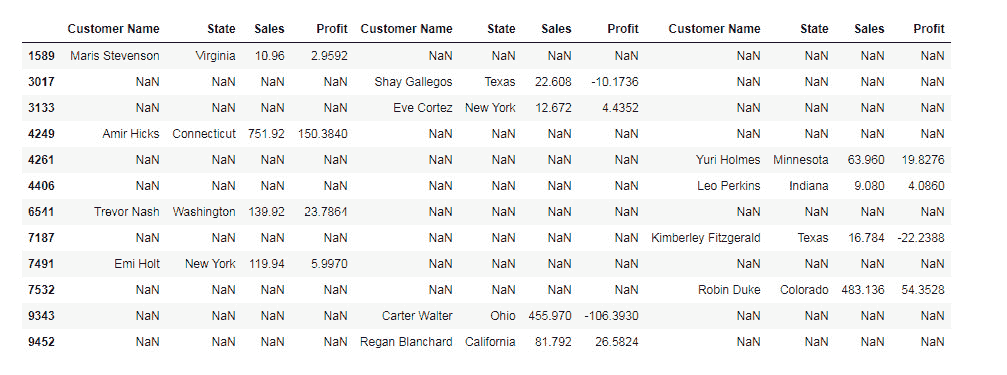 Customer Name State Sales Profit Customer Name State Sales Profit Customer Name State Sales Profit
1589 Maris Stevenson Virginia 10.96 2.9592 NaN NaN NaN NaN NaN NaN NaN NaN
3017 NaN NaN NaN NaN Shay Gallegos Texas 22.608 -10.1736 NaN NaN NaN NaN
3133 NaN NaN NaN NaN Eve Cortez New York 12.672 4.4352 NaN NaN NaN NaN
4249 Amir Hicks Connecticut 751.92 150.3840 NaN NaN NaN NaN NaN NaN NaN NaN
4261 NaN NaN NaN NaN NaN NaN NaN NaN Yuri Holmes Minnesota 63.960 19.8276
4406 NaN NaN NaN NaN NaN NaN NaN NaN Leo Perkins Indiana 9.080 4.0860
6541 Trevor Nash Washington 139.92 23.7864 NaN NaN NaN NaN NaN NaN NaN NaN
7187 NaN NaN NaN NaN NaN NaN NaN NaN Kimberley Fitzgerald Texas 16.784 -22.2388
7491 Emi Holt New York 119.94 5.9970 NaN NaN NaN NaN NaN NaN NaN NaN
7532 NaN NaN NaN NaN NaN NaN NaN NaN Robin Duke Colorado 483.136 54.3528
9343 NaN NaN NaN NaN Carter Walter Ohio 455.970 -106.3930 NaN NaN NaN NaN
9452 NaN NaN NaN NaN Regan Blanchard California 81.792 26.5824 NaN NaN NaN NaN